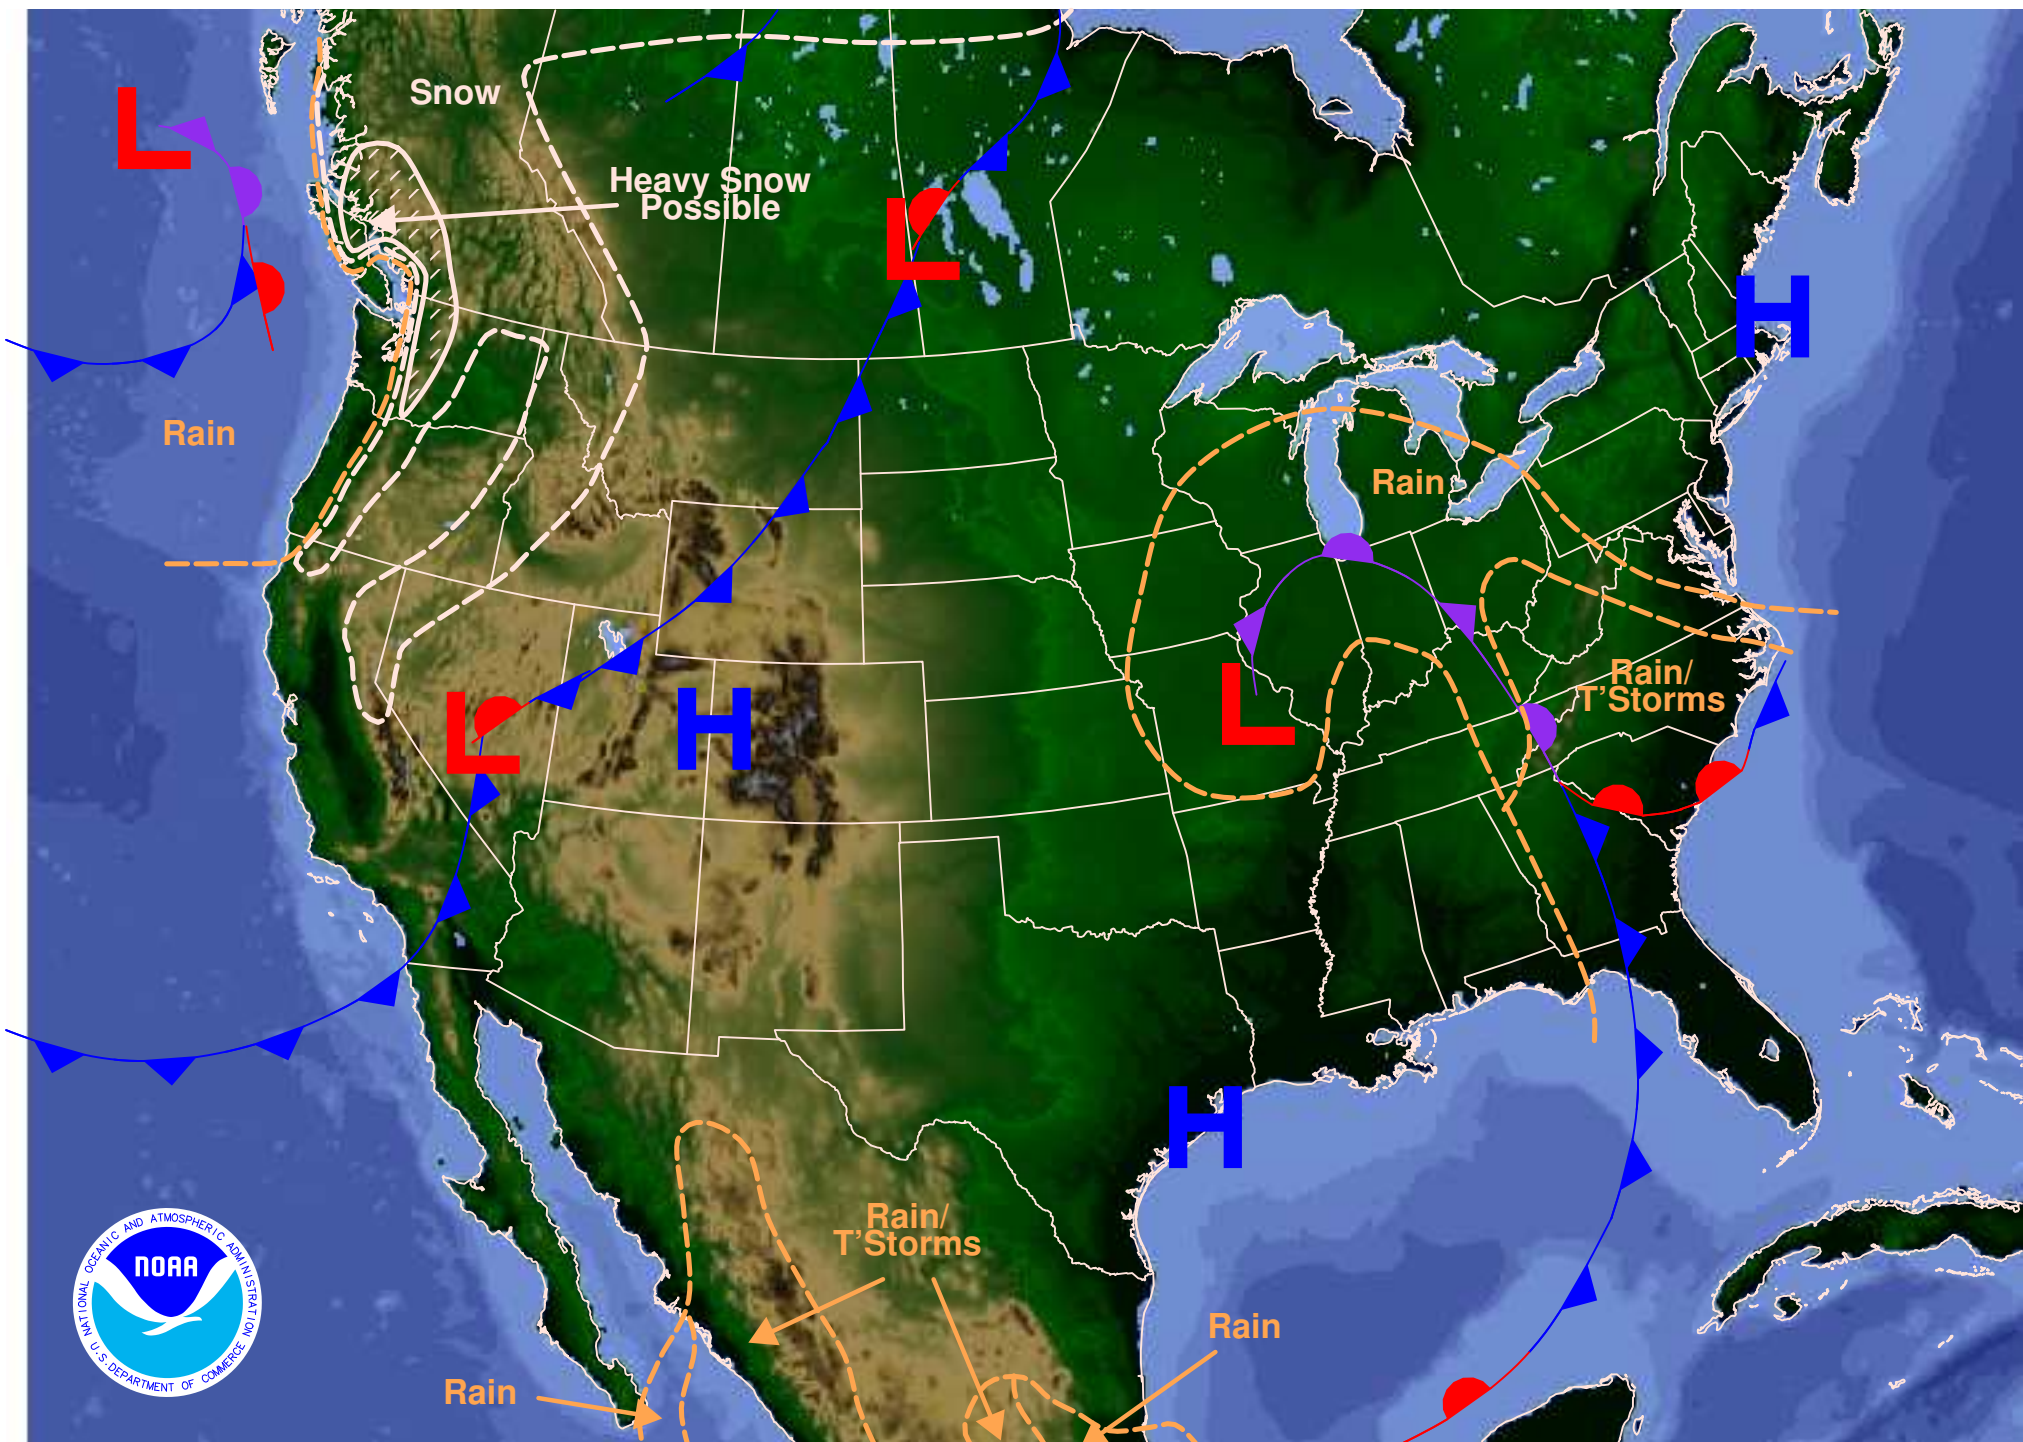 Snow
L
Heavy Snow
Possible
L
H
Rain
Rain
Rain/
T'Storms
L
H
L
H
Rain/
T'Storms
Rain
Rain
NATIONAL OCEANIC AND ATMOSPHERIC ADMINISTRATION
NOAA
U.S. DEPARTMENT OF COMMERCE